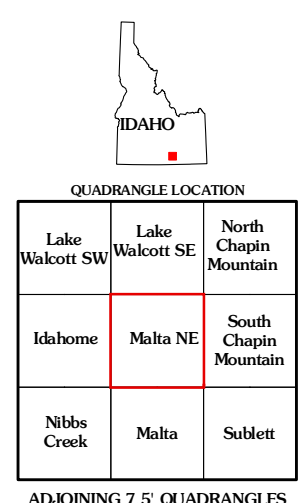 IDAHO
QUADRANGLE LOCATION
Lake
Walcott SW
Lake
Walcott SE
North
Chapin
Mountain
Idahome
Malta NE
South
Chapin
Mountain
Nibbs
Creek
Malta
Sublett
ADJOINING 7.5' QUADRANGLES